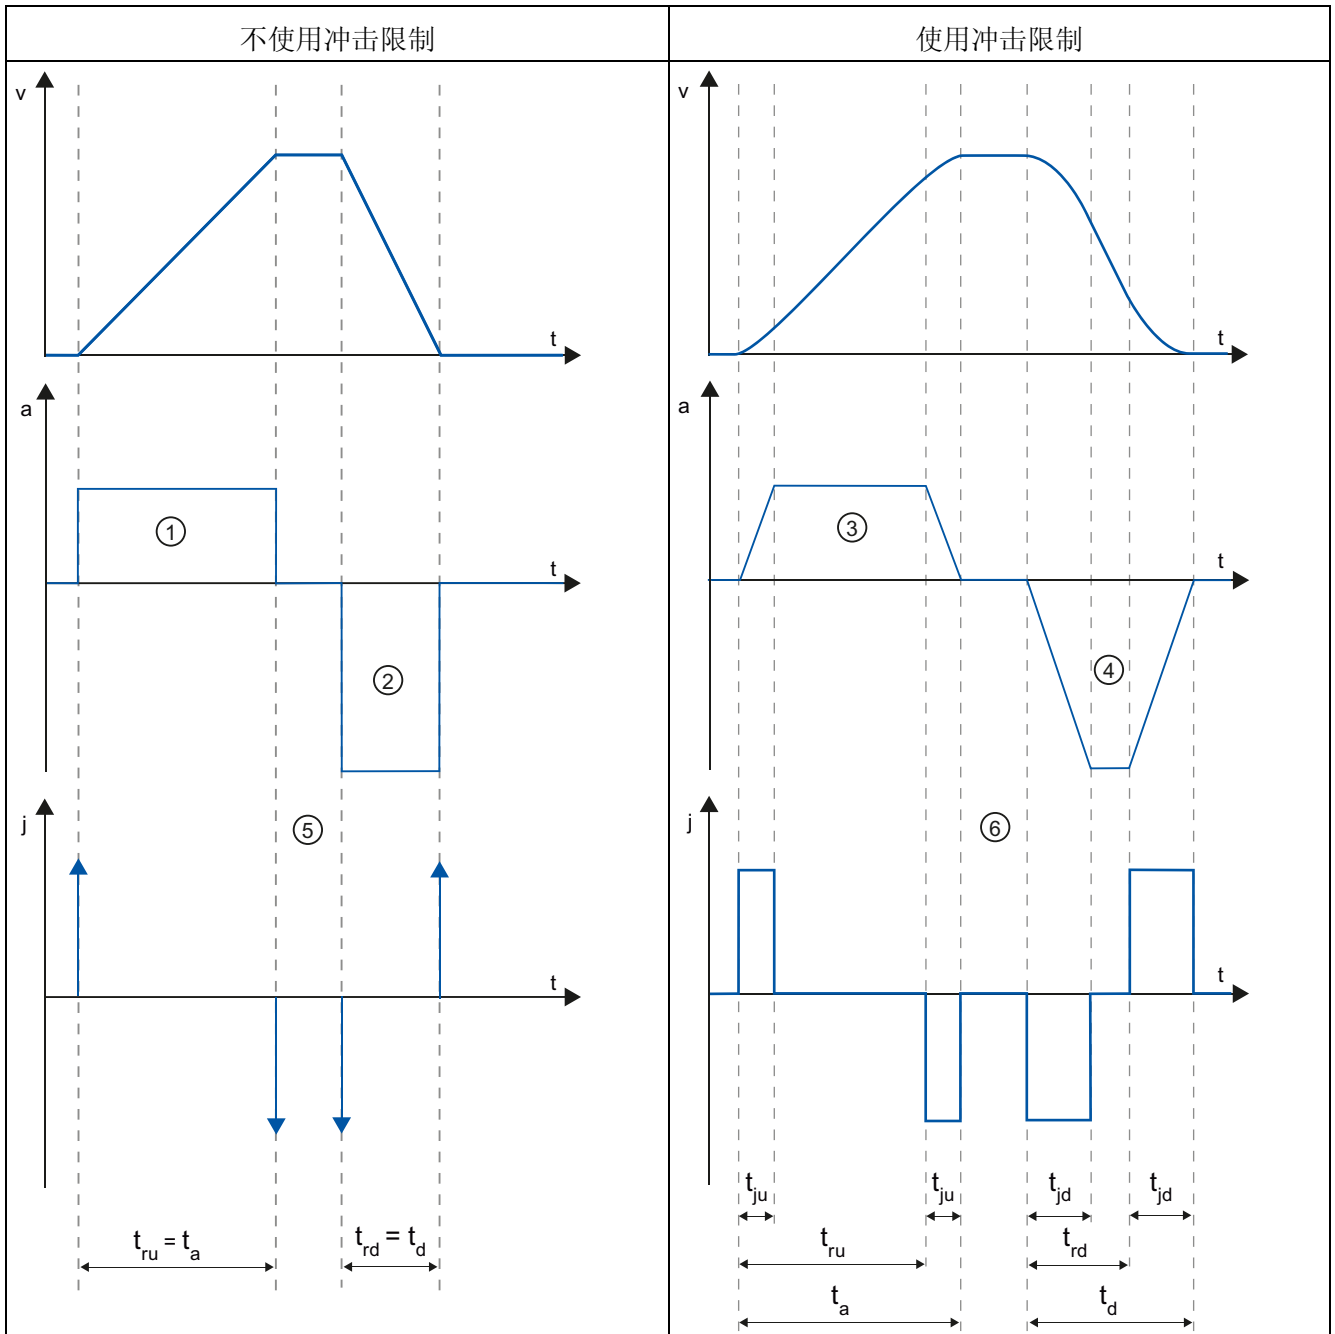 不使用冲击限制
使用冲击限制
v
t
a
①
②
t
j
⑤
t
t_ru = t_a
t_rd = t_d
v
t
a
③
④
t
j
⑥
t
t_ju
t_ju
t_jd
t_jd
t_ru
t_rd
t_a
t_d